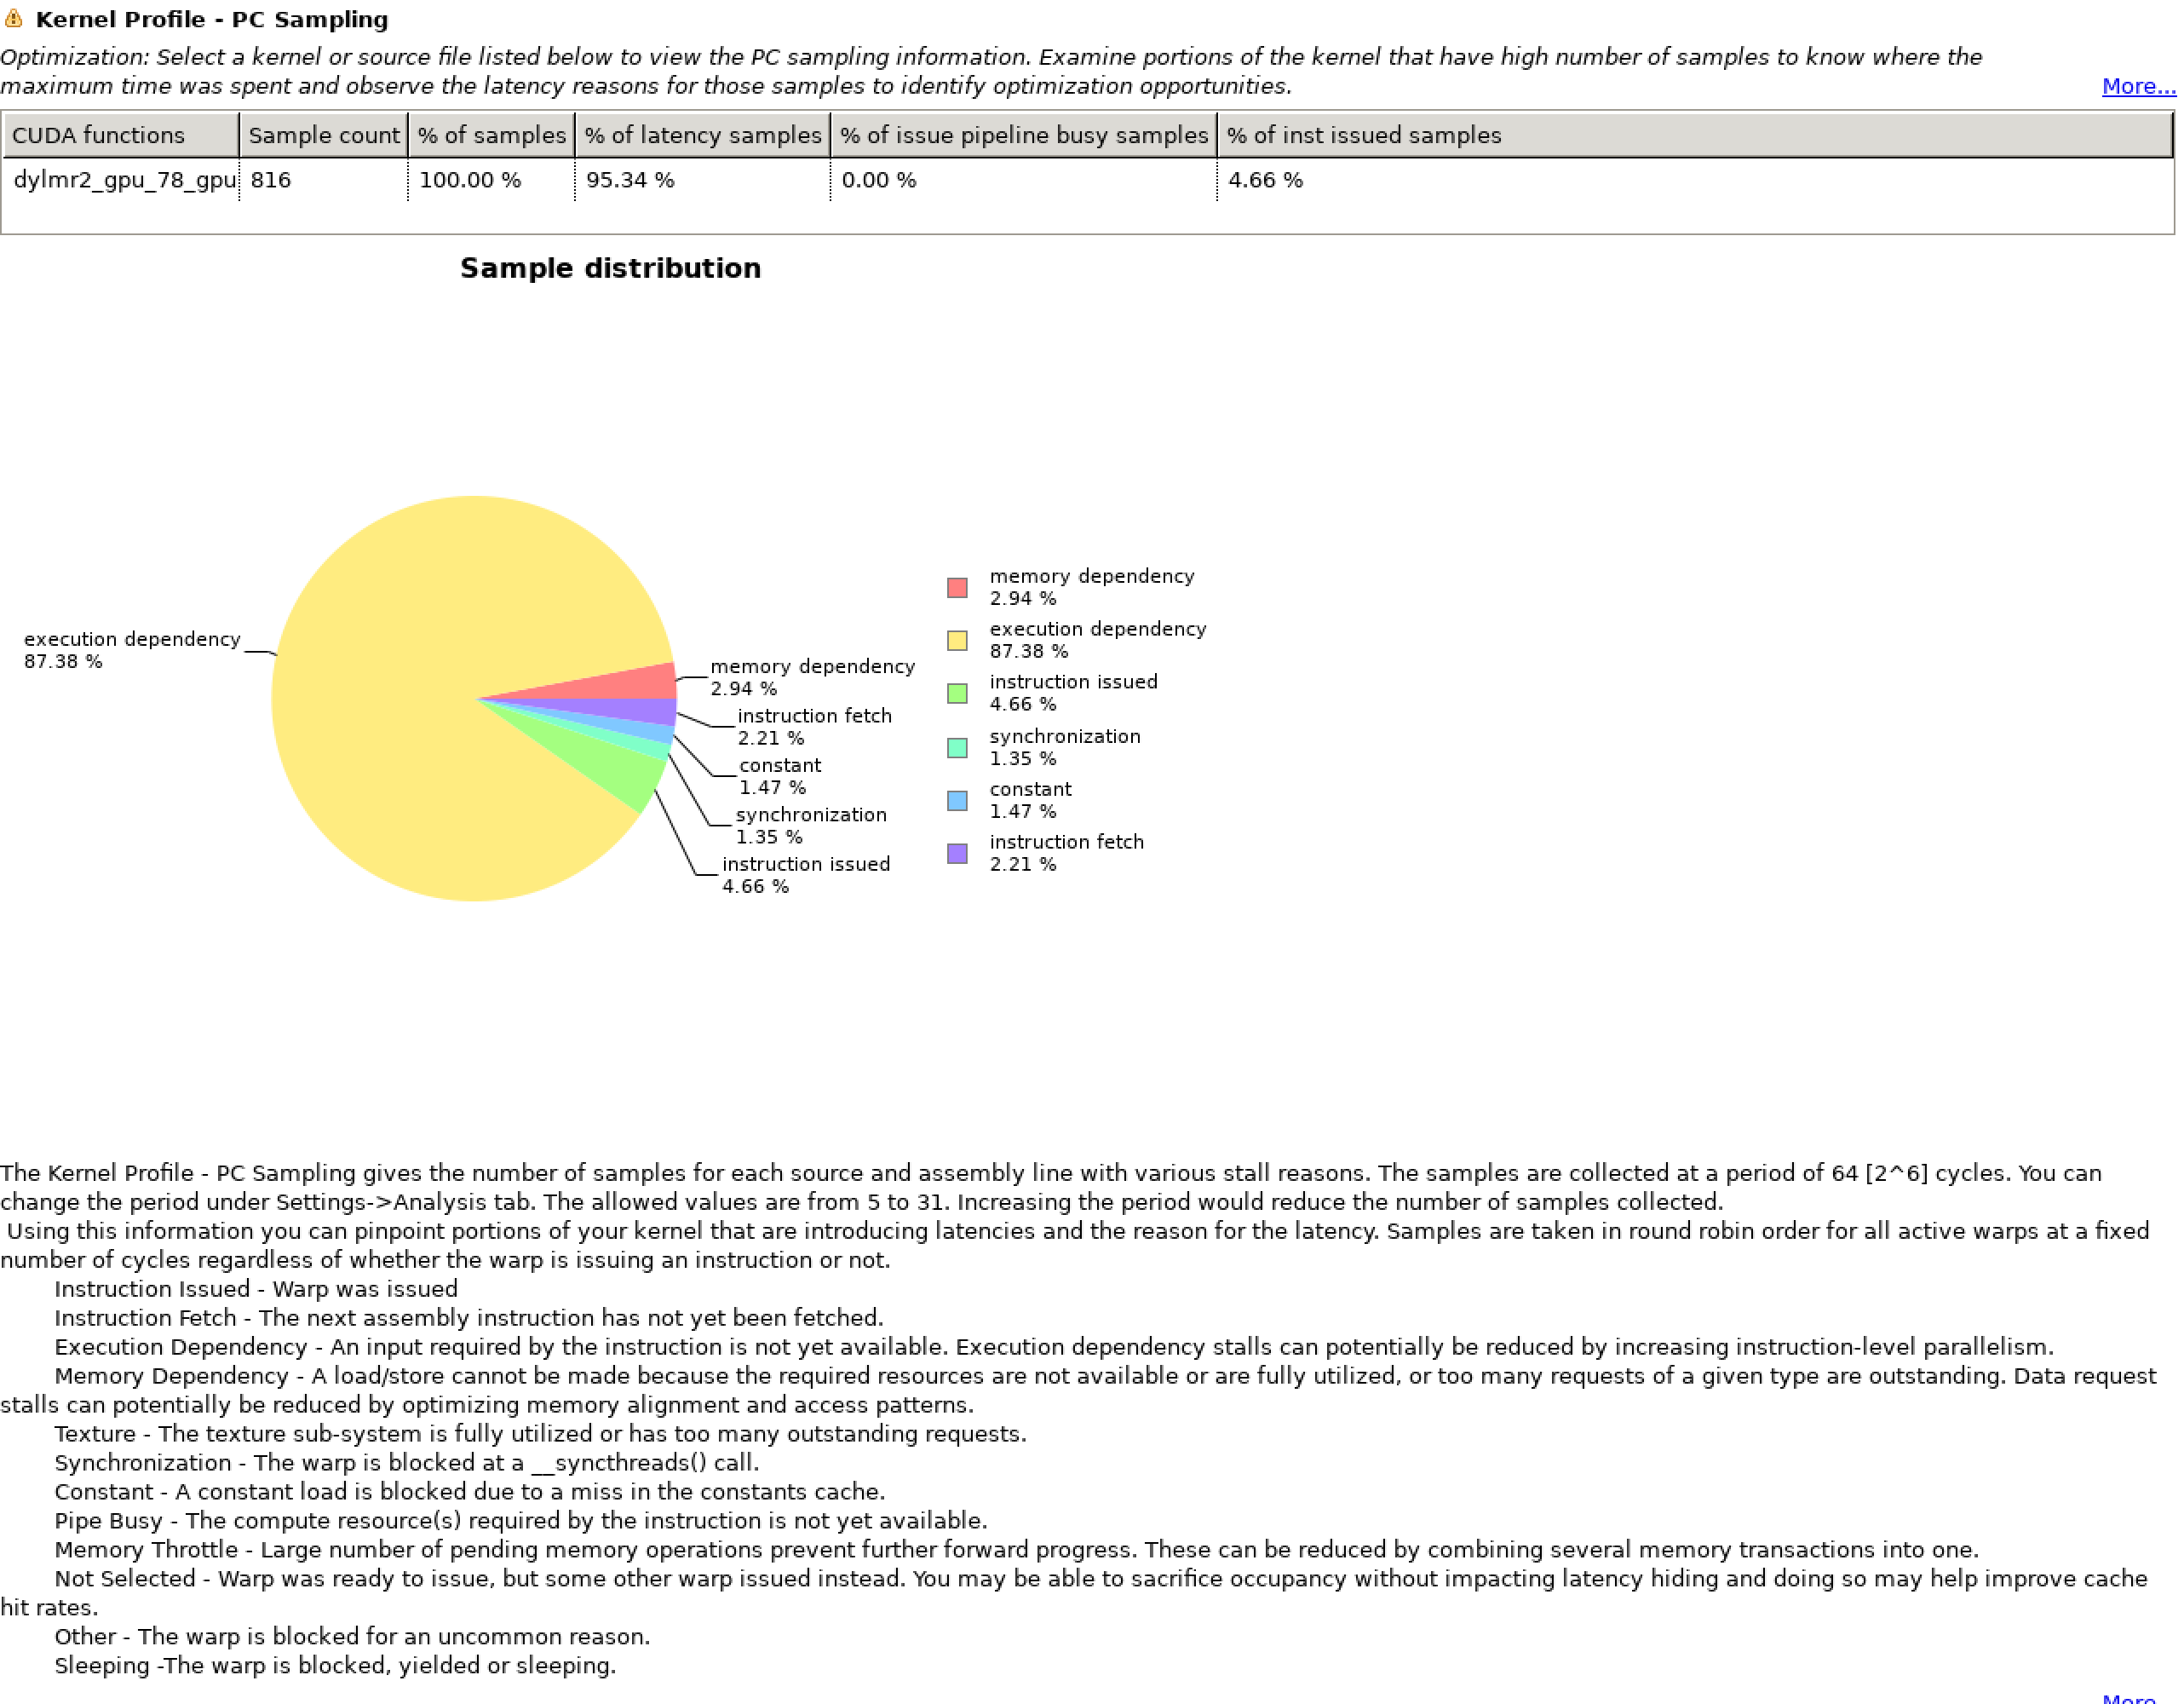 Kernel Profile - PC Sampling
Optimization: Select a kernel or source file listed below to view the PC sampling information. Examine portions of the kernel that have high number of samples to know where the
maximum time was spent and observe the latency reasons for those samples to identify optimization opportunities.
More...
CUDA functions Sample count % of samples % of latency samples % of issue pipeline busy samples % of inst issued samples
dylmr2_gpu_78_gpu 816 100.00 % 95.34 % 0.00 % 4.66 %
Sample distribution
execution dependency
87.38 %
memory dependency
2.94 %
instruction fetch
2.21 %
constant
1.47 %
synchronization
1.35 %
instruction issued
4.66 %
memory dependency
2.94 %
execution dependency
87.38 %
instruction issued
4.66 %
synchronization
1.35 %
constant
1.47 %
instruction fetch
2.21 %
The Kernel Profile - PC Sampling gives the number of samples for each source and assembly line with various stall reasons. The samples are collected at a period of 64 [2^6] cycles. You can
change the period under Settings->Analysis tab. The allowed values are from 5 to 31. Increasing the period would reduce the number of samples collected.
Using this information you can pinpoint portions of your kernel that are introducing latencies and the reason for the latency. Samples are taken in round robin order for all active warps at a fixed
number of cycles regardless of whether the warp is issuing an instruction or not.
Instruction Issued - Warp was issued
Instruction Fetch - The next assembly instruction has not yet been fetched.
Execution Dependency - An input required by the instruction is not yet available. Execution dependency stalls can potentially be reduced by increasing instruction-level parallelism.
Memory Dependency - A load/store cannot be made because the required resources are not available or are fully utilized, or too many requests of a given type are outstanding. Data request
stalls can potentially be reduced by optimizing memory alignment and access patterns.
Texture - The texture sub-system is fully utilized or has too many outstanding requests.
Synchronization - The warp is blocked at a __syncthreads() call.
Constant - A constant load is blocked due to a miss in the constants cache.
Pipe Busy - The compute resource(s) required by the instruction is not yet available.
Memory Throttle - Large number of pending memory operations prevent further forward progress. These can be reduced by combining several memory transactions into one.
Not Selected - Warp was ready to issue, but some other warp issued instead. You may be able to sacrifice occupancy without impacting latency hiding and doing so may help improve cache
hit rates.
Other - The warp is blocked for an uncommon reason.
Sleeping -The warp is blocked, yielded or sleeping.